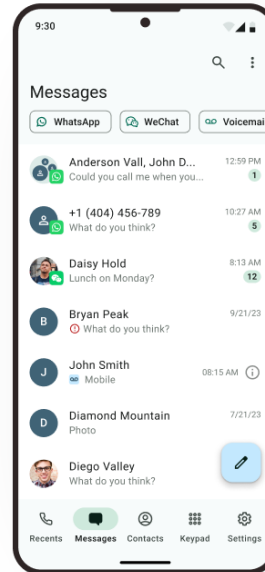 9:30
Messages
WhatsApp WeChat Voicemai
Anderson Vall, John D... 12:59 PM
Could you call me when you... 1
+1 (404) 456-789 10:27 AM
What do you think? 5
Daisy Hold 8:13 AM
Lunch on Monday? 12
B Bryan Peak 9/21/23
What do you think?
J John Smith 08:15 AM
Mobile
D Diamond Mountain 7/21/23
Photo
Diego Valley
What do you think?
Recents Messages Contacts Keypad Settings